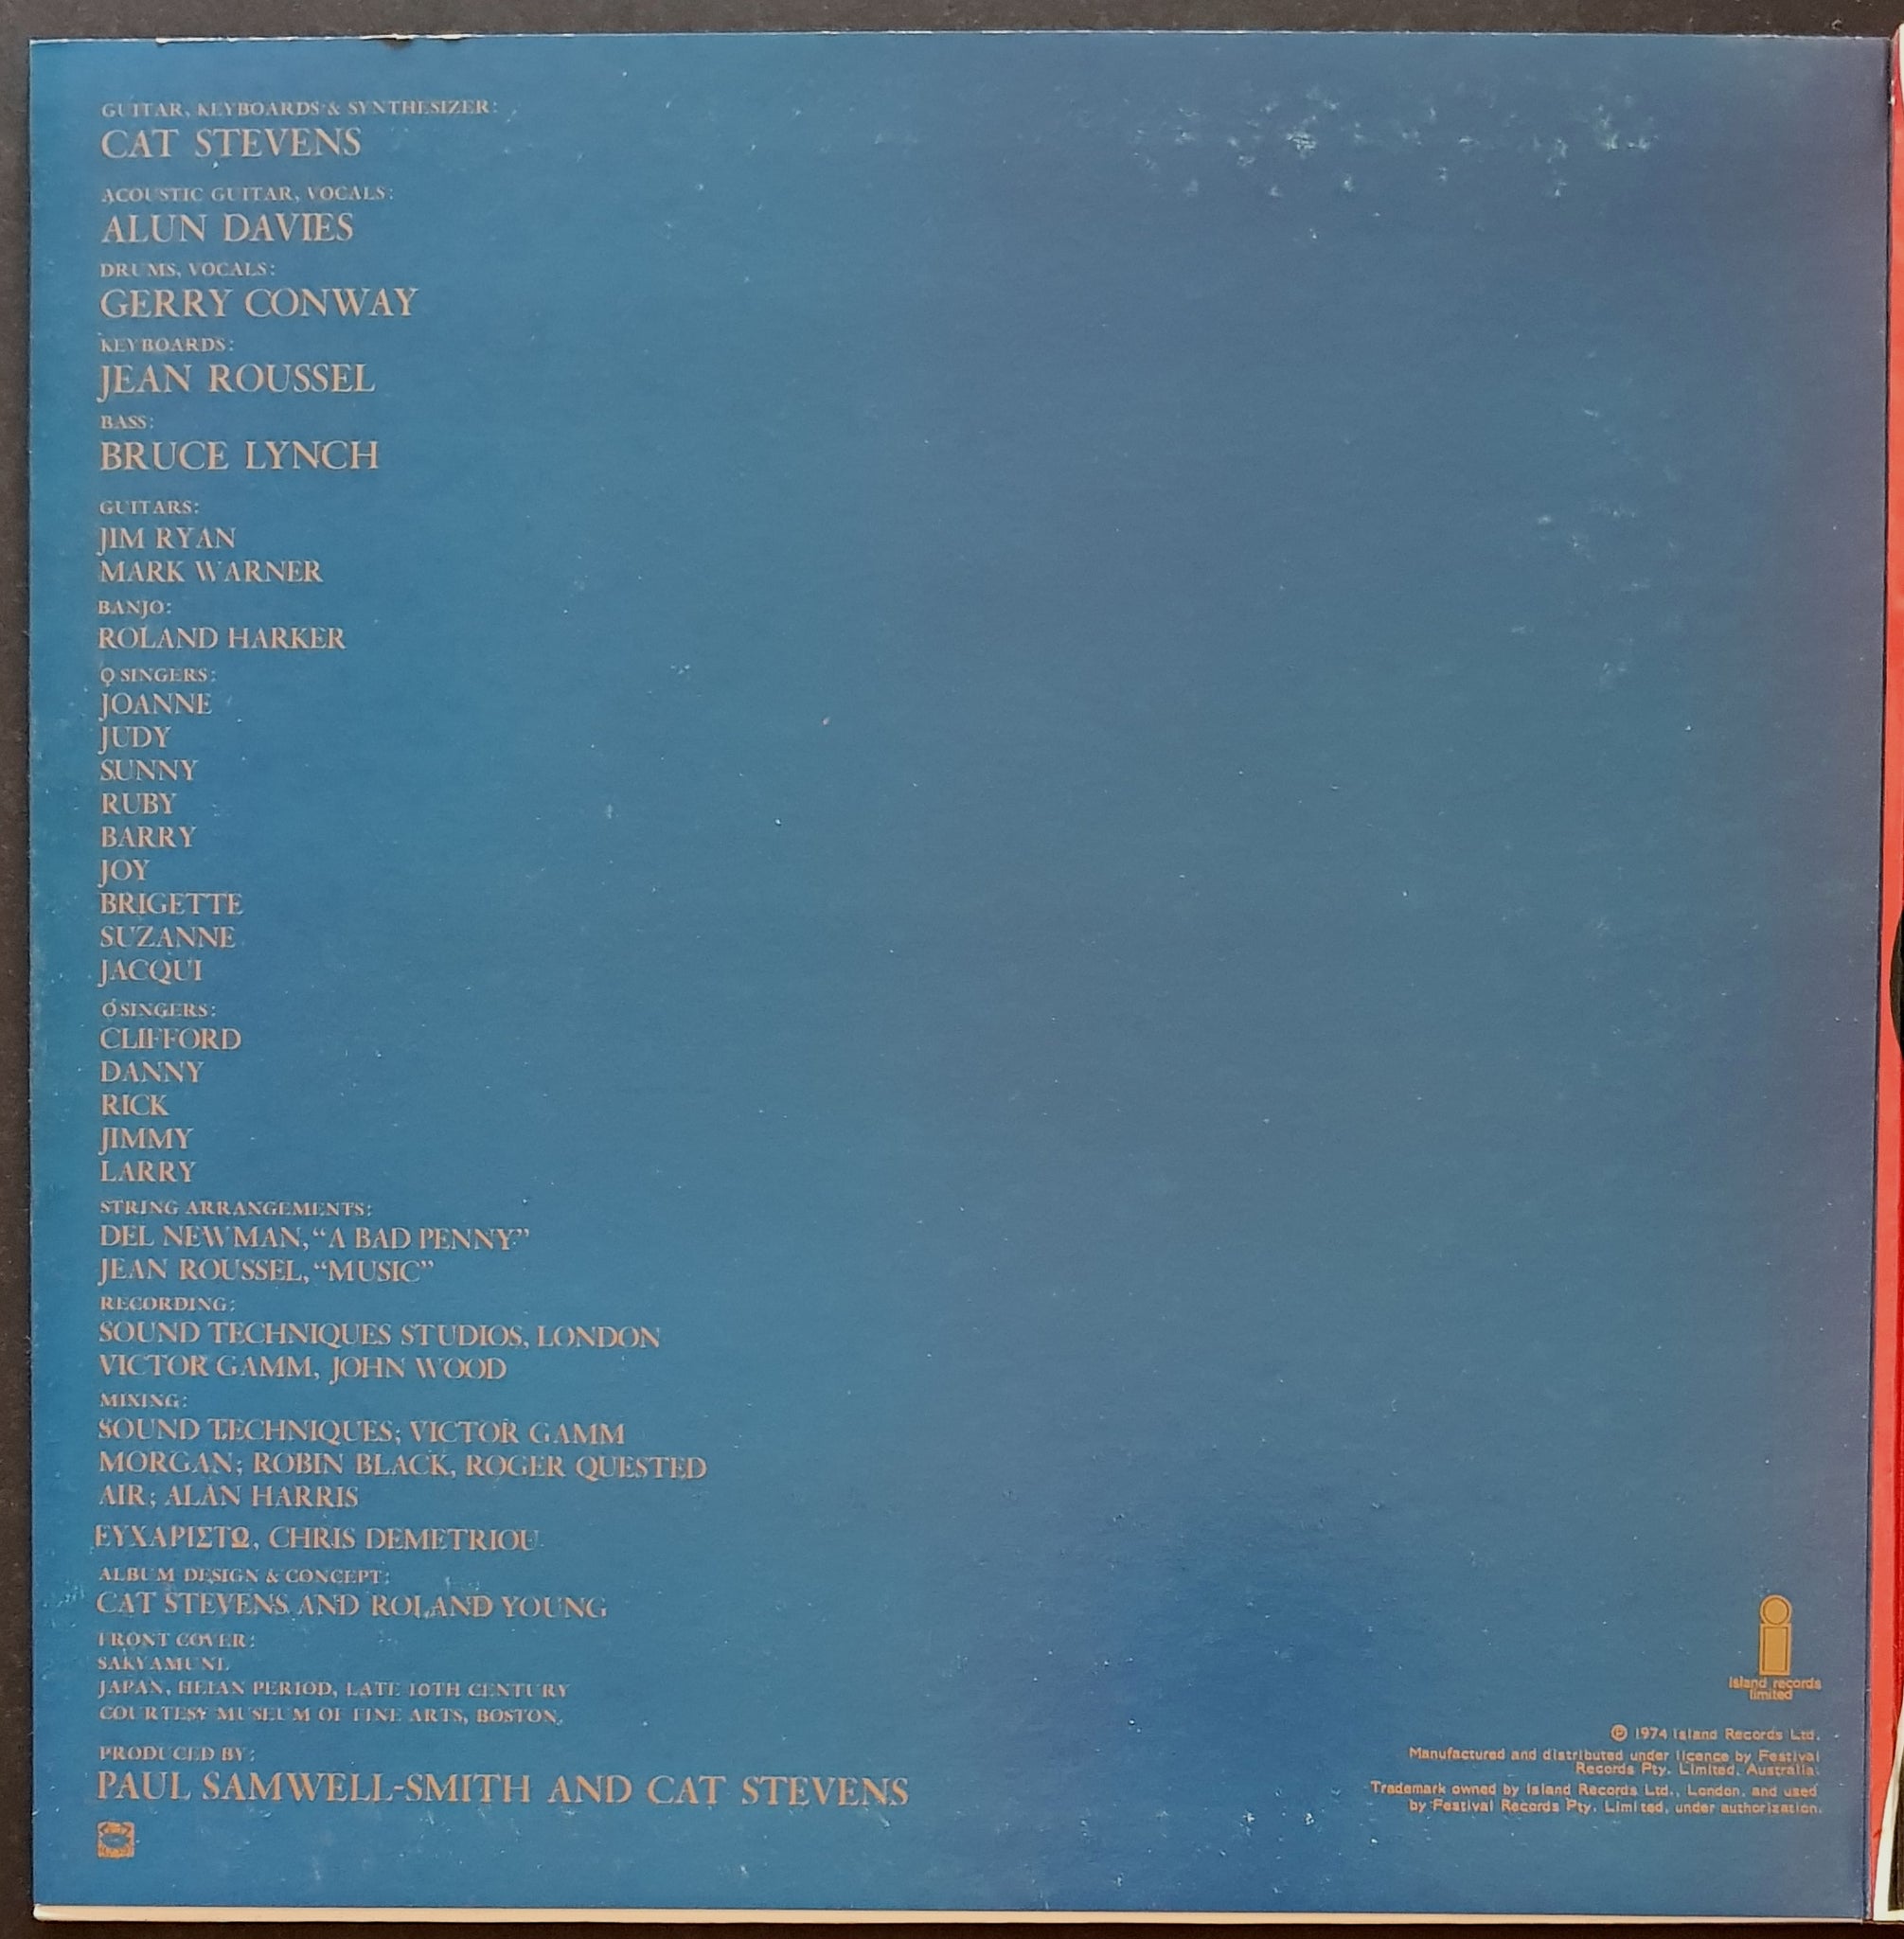 GUITAR, KEYBOARDS & SYNTHESIZER:
CAT STEVENS
ACOUSTIC GUITAR, VOCALS:
ALUN DAVIES
DRUMS, VOCALS:
GERRY CONWAY
KEYBOARDS:
JEAN ROUSSEL
BASS:
BRUCE LYNCH
GUITARS:
JIM RYAN
MARK WARNER
BANJO:
ROLAND HARKER
♀ SINGERS:
JOANNE
JUDY
SUNNY
RUBY
BARRY
JOY
BRIGETTE
SUZANNE
JACQUI
♂ SINGERS:
CLIFFORD
DANNY
RICK
JIMMY
LARRY
STRING ARRANGEMENTS:
DEL NEWMAN, “A BAD PENNY”
JEAN ROUSSEL, “MUSIC”
RECORDING:
SOUND TECHNIQUES STUDIOS, LONDON
VICTOR GAMM, JOHN WOOD
MIXING:
SOUND TECHNIQUES; VICTOR GAMM
MORGAN; ROBIN BLACK, ROGER QUESTED
AIR; ALAN HARRIS
ΕΥΧΑΡΙΣΤΩ, CHRIS DEMETRIOU
ALBUM DESIGN & CONCEPT:
CAT STEVENS AND ROLAND YOUNG
FRONT COVER:
SAKYAMUNI,
JAPAN, HEIAN PERIOD, LATE 10TH CENTURY
COURTESY MUSEUM OF FINE ARTS, BOSTON.
PRODUCED BY:
PAUL SAMWELL-SMITH AND CAT STEVENS
island records
limited
℗ 1974 Island Records Ltd.
Manufactured and distributed under licence by Festival
Records Pty. Limited, Australia.
Trademark owned by Island Records Ltd., London, and used
by Festival Records Pty. Limited, under authorization.